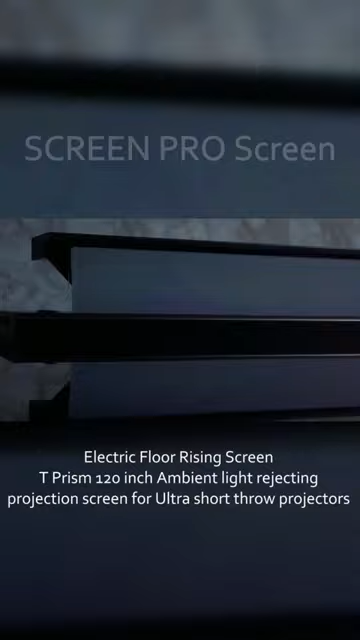 SCREEN PRO Screen
Electric Floor Rising Screen
T Prism 120 inch Ambient light rejecting
projection screen for Ultra short throw projectors